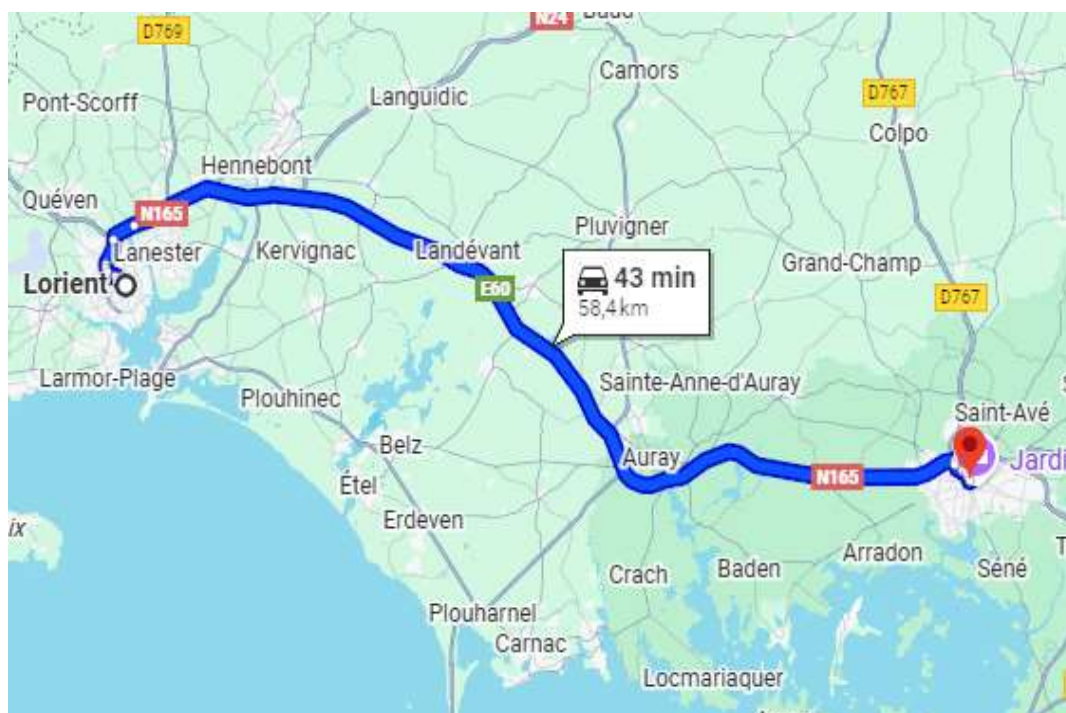 N24
D769
Camors
Pont-Scorff
Languidic
D767
Colpo
Hennebont
Quéven
N165
Pluvigner
Lanester
Kervignac
Landévant
Grand-Champ
Lorient
E60
43 min
58,4 km
D767
Larmor-Plage
Plouhinec
Sainte-Anne-d'Auray
Saint-Avé
Belz
Auray
Jardi
Étel
N165
Erdeven
ix
Arradon
Crach
Baden
Séné
Plouharnel
Carnac
Locmariaquer